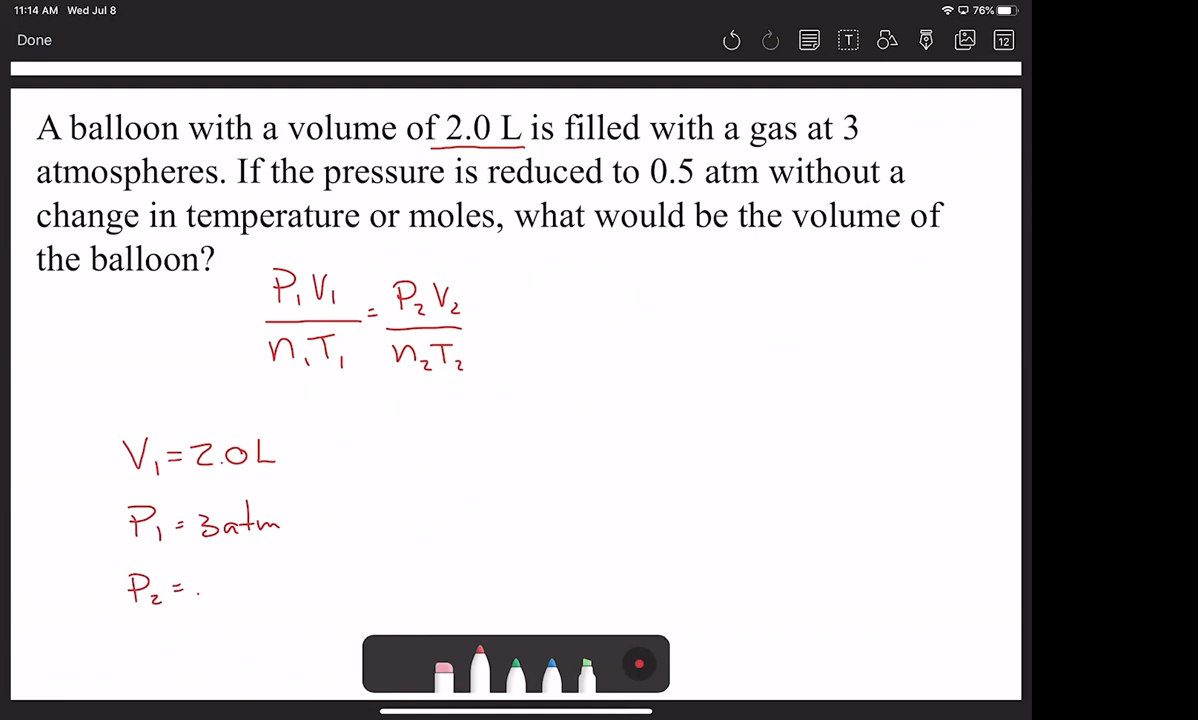 11:14 AM Wed Jul 8
76%
Done
T
12
A balloon with a volume of 2.0 L is filled with a gas at 3
atmospheres. If the pressure is reduced to 0.5 atm without a
change in temperature or moles, what would be the volume of
the balloon?
P₁V₁ = P₂V₂
n₁T₁ n₂T₂
V₁=2.0L
P₁=3atm
P₂=.